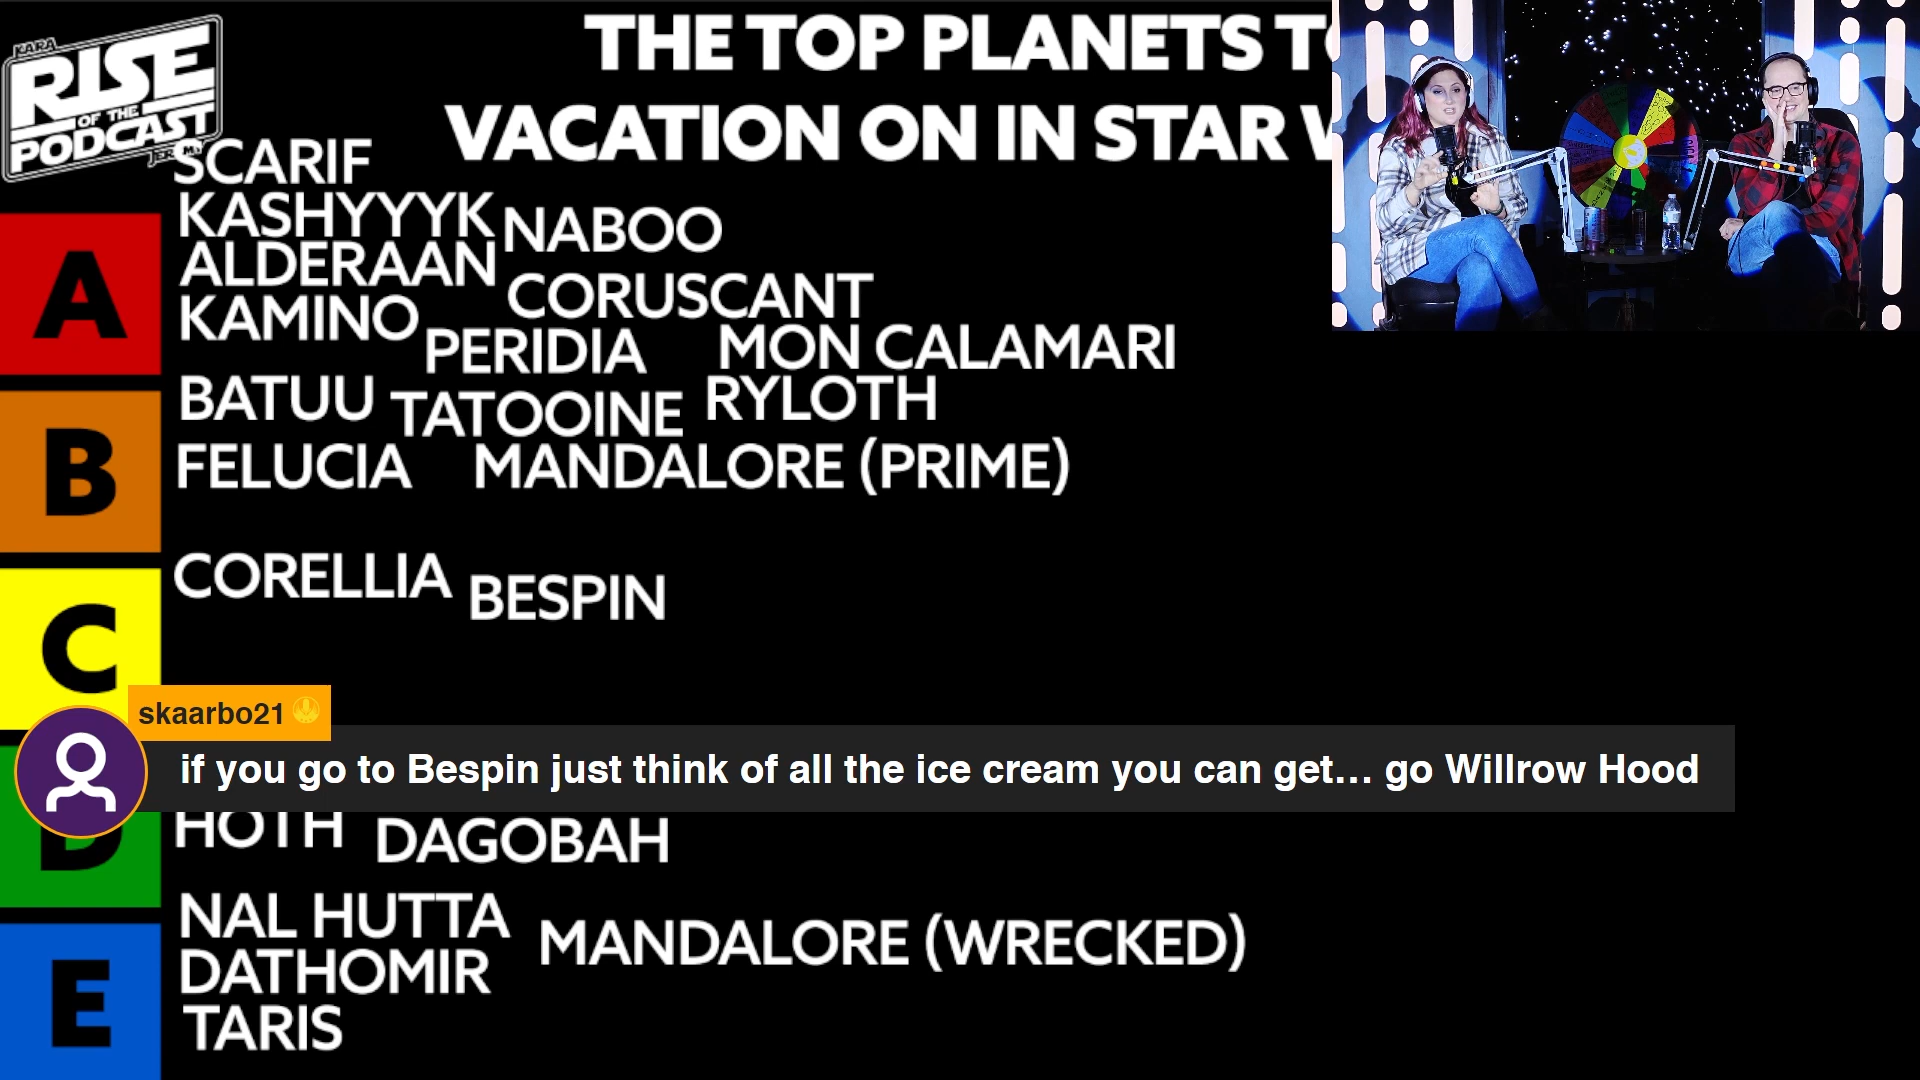 KARA
RISE
OF THE
PODCAST
THE TOP PLANETS
VACATION ON IN STAR
SCARIF
KASHYYYK NABOO
ALDERAAN CORUSCANT
KAMINO PERIDIA MON CALAMARI
A
BATUU TATOOINE RYLOTH
FELUCIA MANDALORE (PRIME)
B
CORELLIA BESPIN
C
skaarbo21
if you go to Bespin just think of all the ice cream you can get... go Willrow Hood
D
HOTH DAGOBAH
NAL HUTTA MANDALORE (WRECKED)
DATHOMIR
TARIS
E